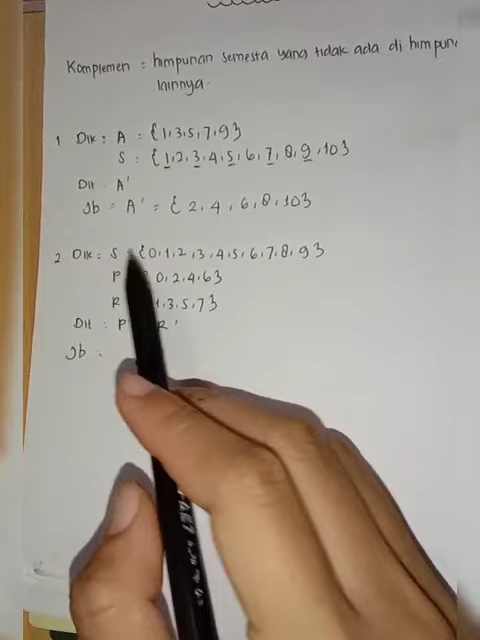 Komplemen = himpunan semesta yang tidak ada di himpun
lainnya.
1 Dik : A = {1,3,5,7,9}
S = {1,2,3,4,5,6,7,8,9,10}
Dit : A'
Jb = A' = {2,4,6,8,10}
2 Dik : S = {0,1,2,3,4,5,6,7,8,9}
P 0,2,4,6}
R 1,3,5,7}
Dit : P R'
Jb :